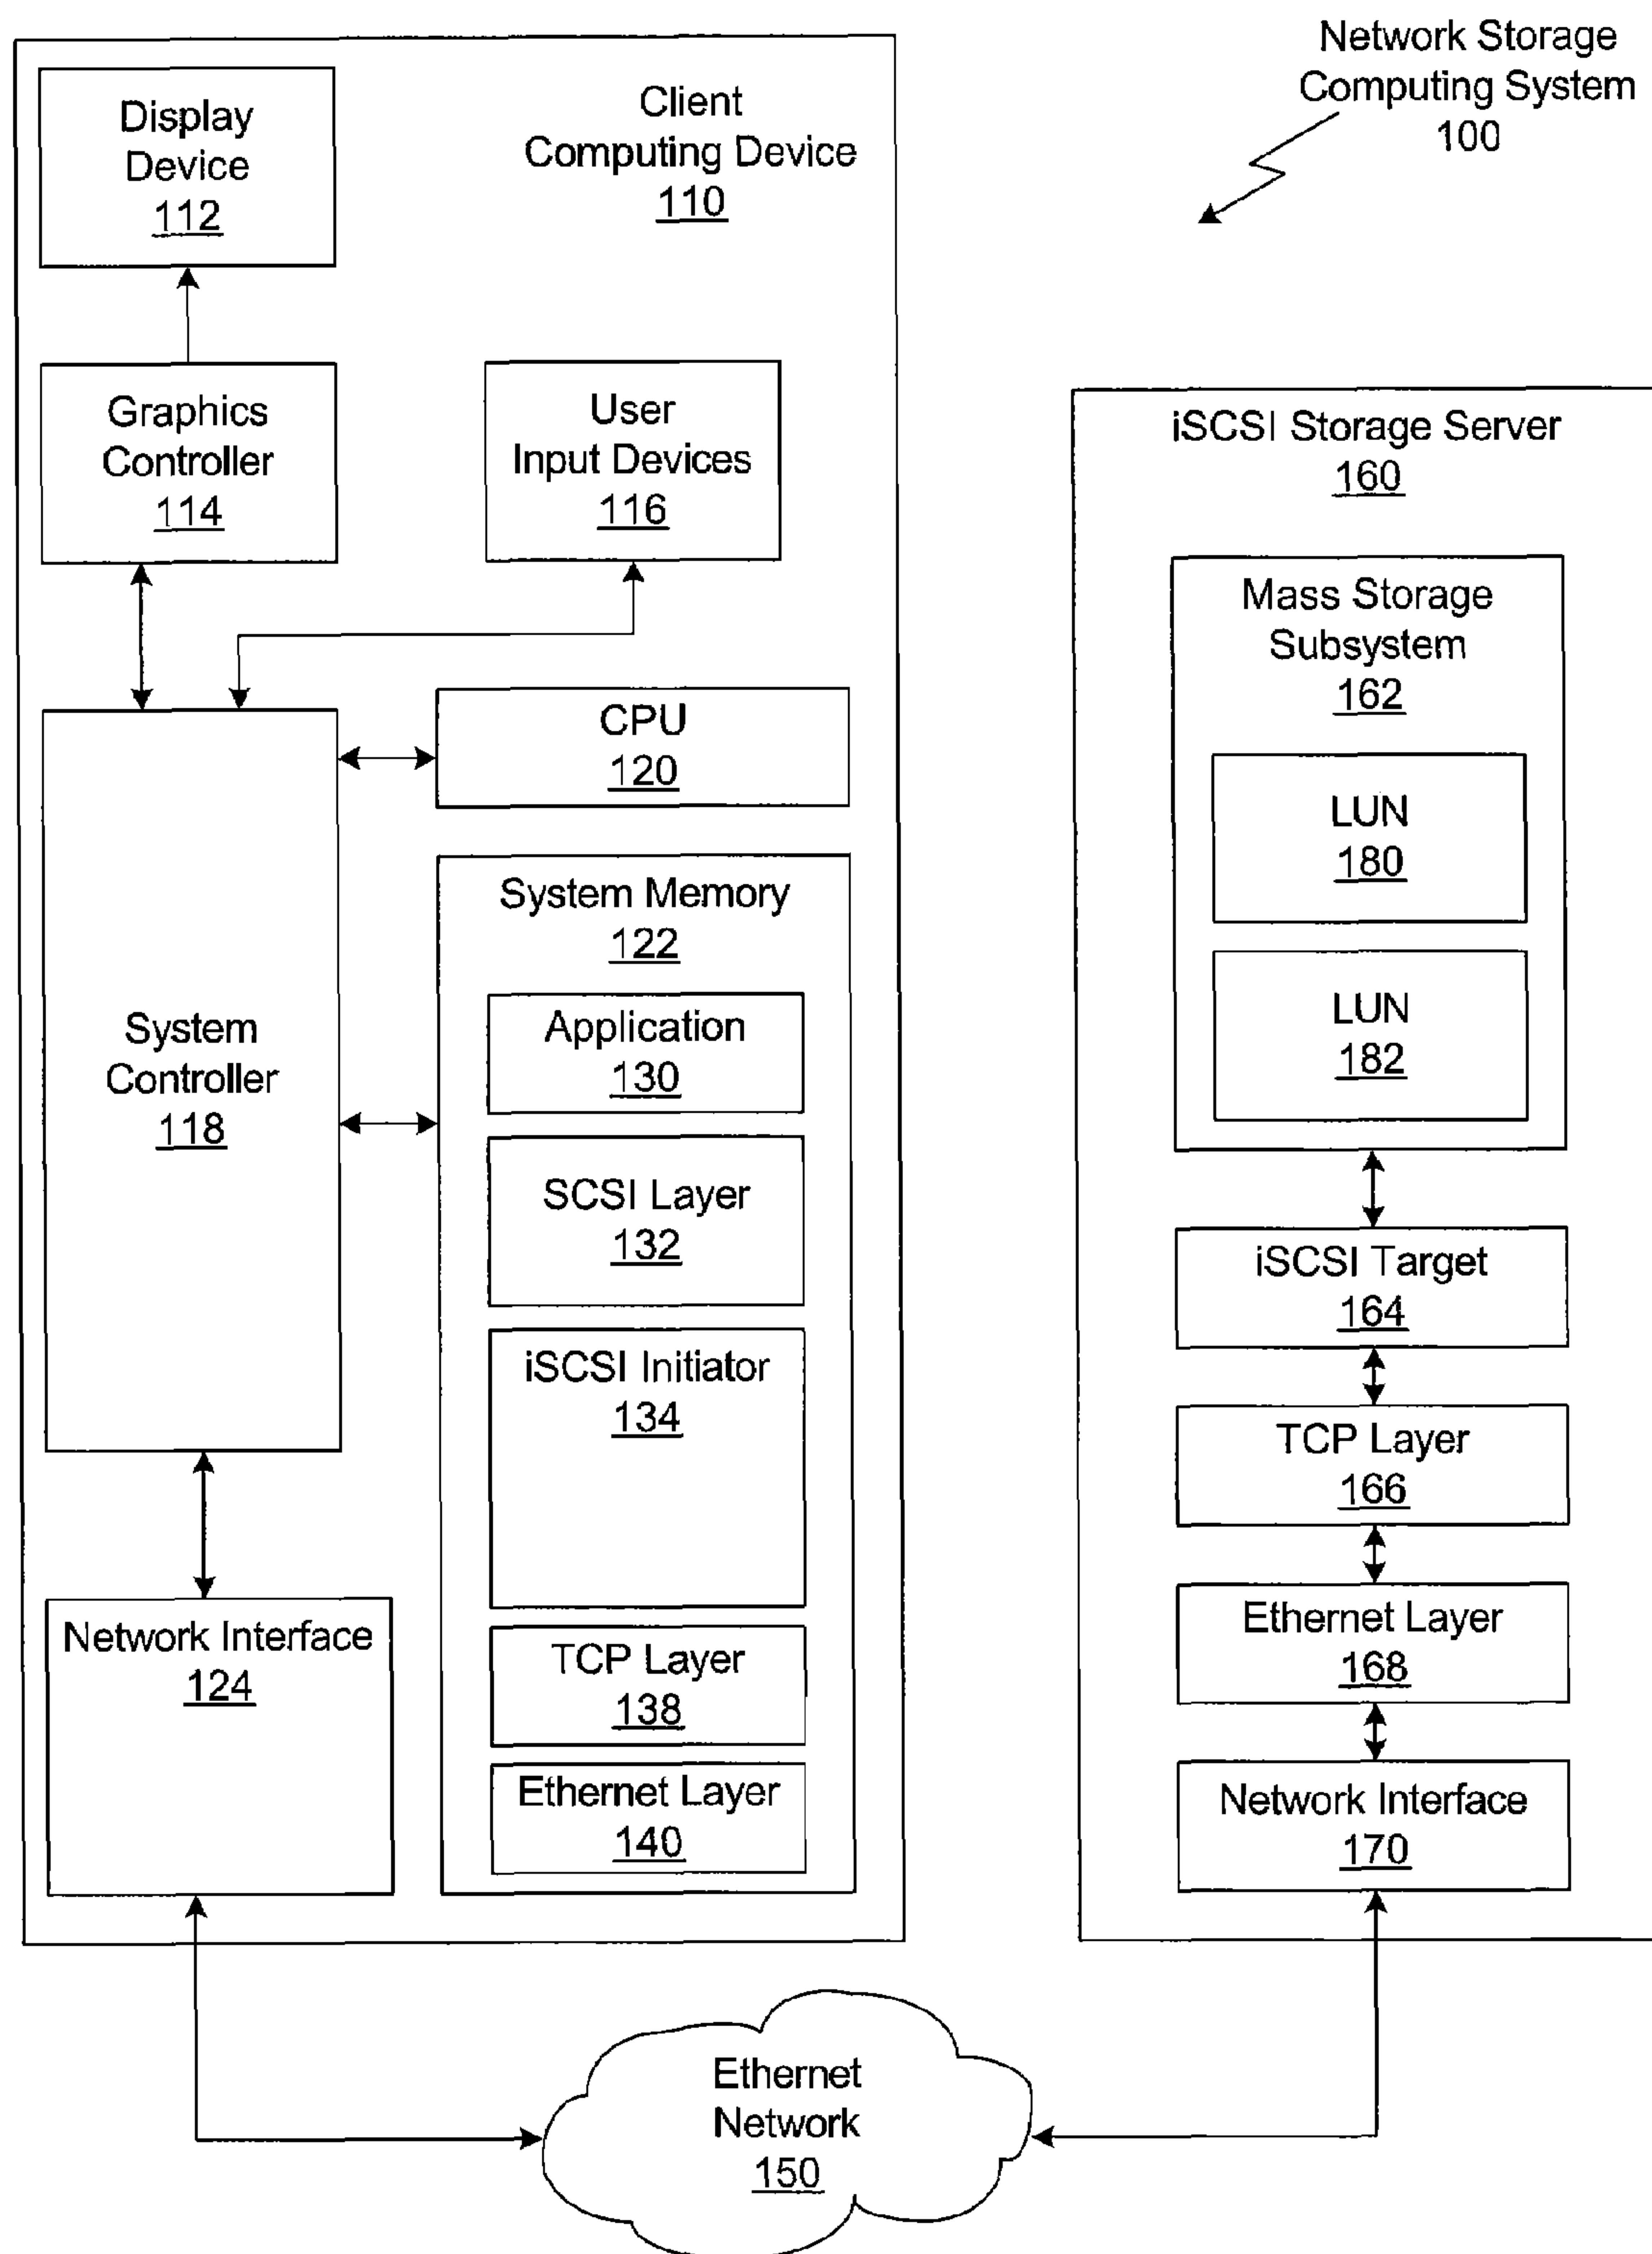 Network Storage
Computing System
100
Client
Computing Device
110
Display
Device
112
Graphics
Controller
114
User
Input Devices
116
System
Controller
118
CPU
120
System Memory
122
Application
130
SCSI Layer
132
iSCSI Initiator
134
TCP Layer
138
Ethernet Layer
140
Network Interface
124
iSCSI Storage Server
160
Mass Storage
Subsystem
162
LUN
180
LUN
182
iSCSI Target
164
TCP Layer
166
Ethernet Layer
168
Network Interface
170
Ethernet
Network
150